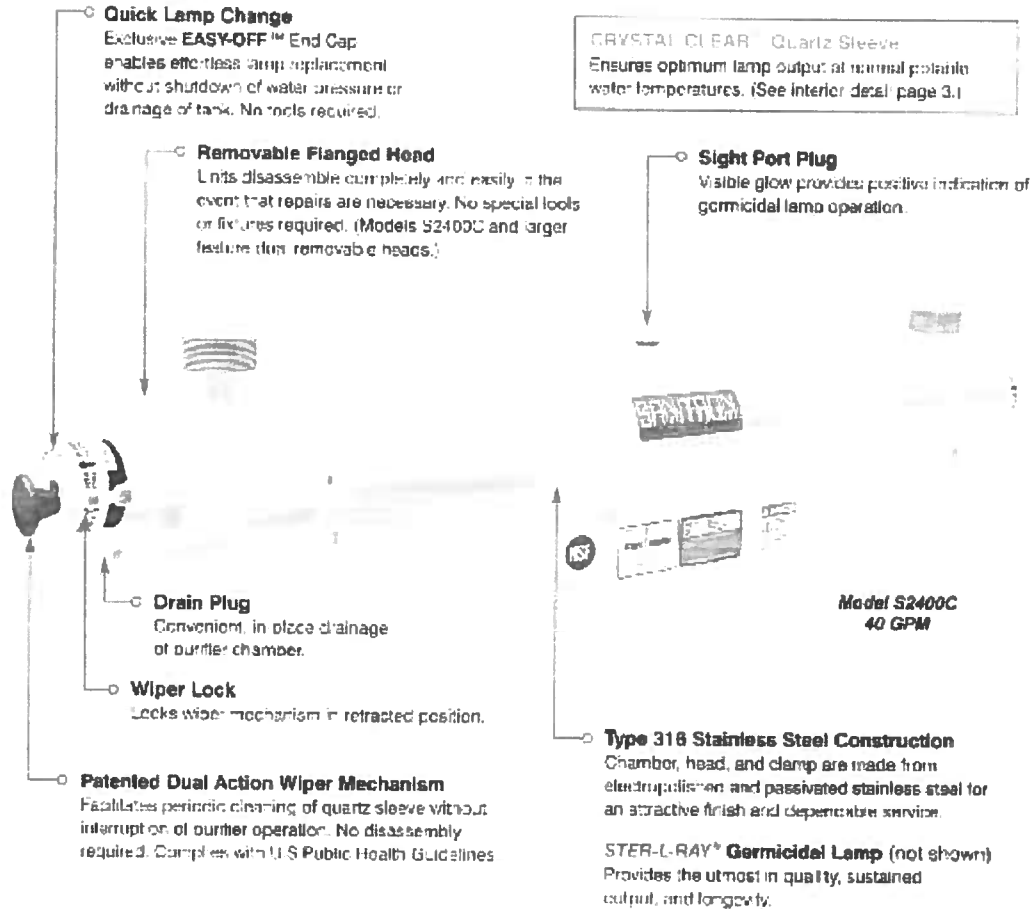 Quick Lamp Change
Exclusive EASY-OFF™ End Cap
enables effortless lamp replacement
without shutdown of water pressure or
drainage of tank. No tools required.
CRYSTAL CLEAR Quartz Sleeve
Ensures optimum lamp output at normal potable
water temperatures. (See interior detail page 3.)
Removable Flanged Head
Units disassemble completely and easily in the
event that repairs are necessary. No special tools
or fixtures required. (Models S2400C and larger
feature dual removable heads.)
Sight Port Plug
Visible glow provides positive indication of
germicidal lamp operation.
NSF
Model S2400C
40 GPM
Drain Plug
Convenient, in place drainage
of purifier chamber.
Wiper Lock
Locks wiper mechanism in retracted position.
Patented Dual Action Wiper Mechanism
Facilitates periodic cleaning of quartz sleeve without
interruption of purifier operation. No disassembly
required. Complies with U.S Public Health Guidelines
Type 316 Stainless Steel Construction
Chamber, head, and clamp are made from
electropolished and passivated stainless steel for
an attractive finish and dependable service.
STER-L-RAY® Germicidal Lamp (not shown)
Provides the utmost in quality, sustained
output, and longevity.